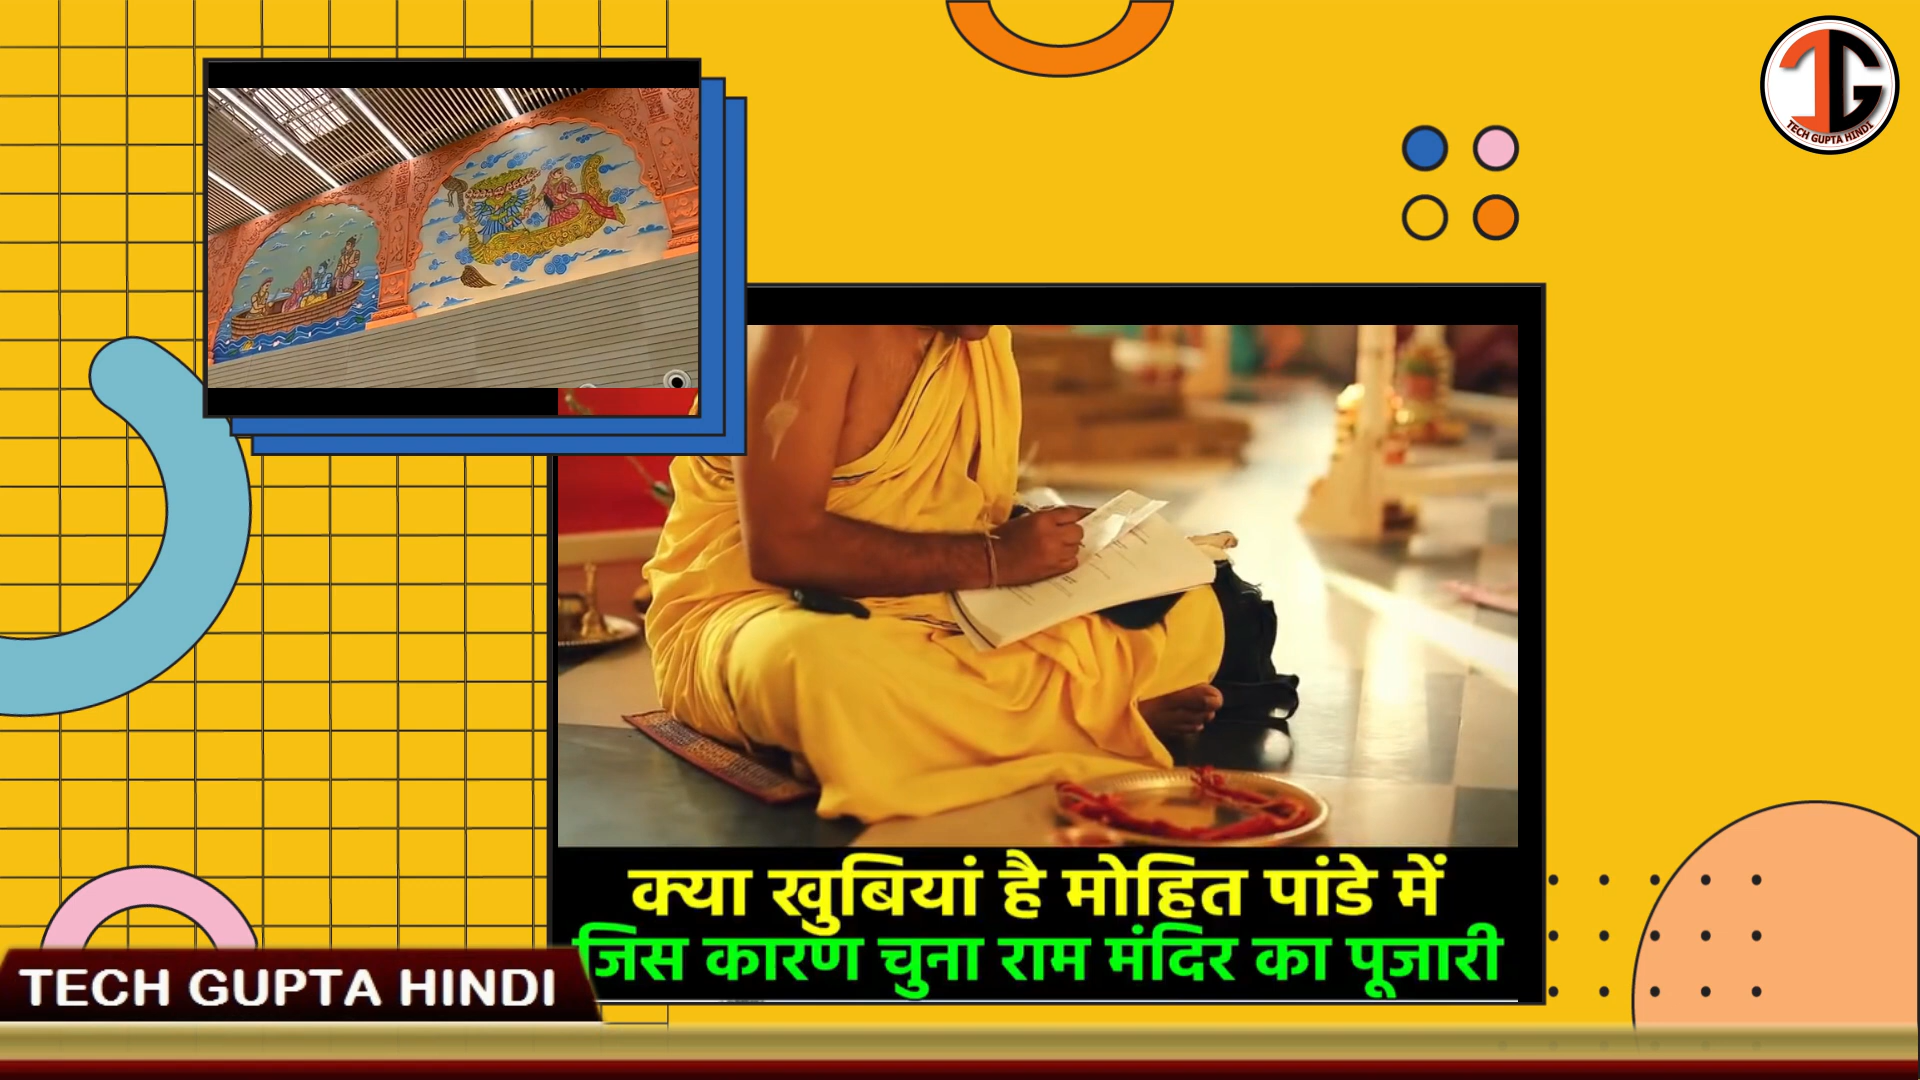 TECH GUPTA HINDI
क्या खुबियां है मोहित पांडे में
जिस कारण चुना राम मंदिर का पूजारी
TECH GUPTA HINDI